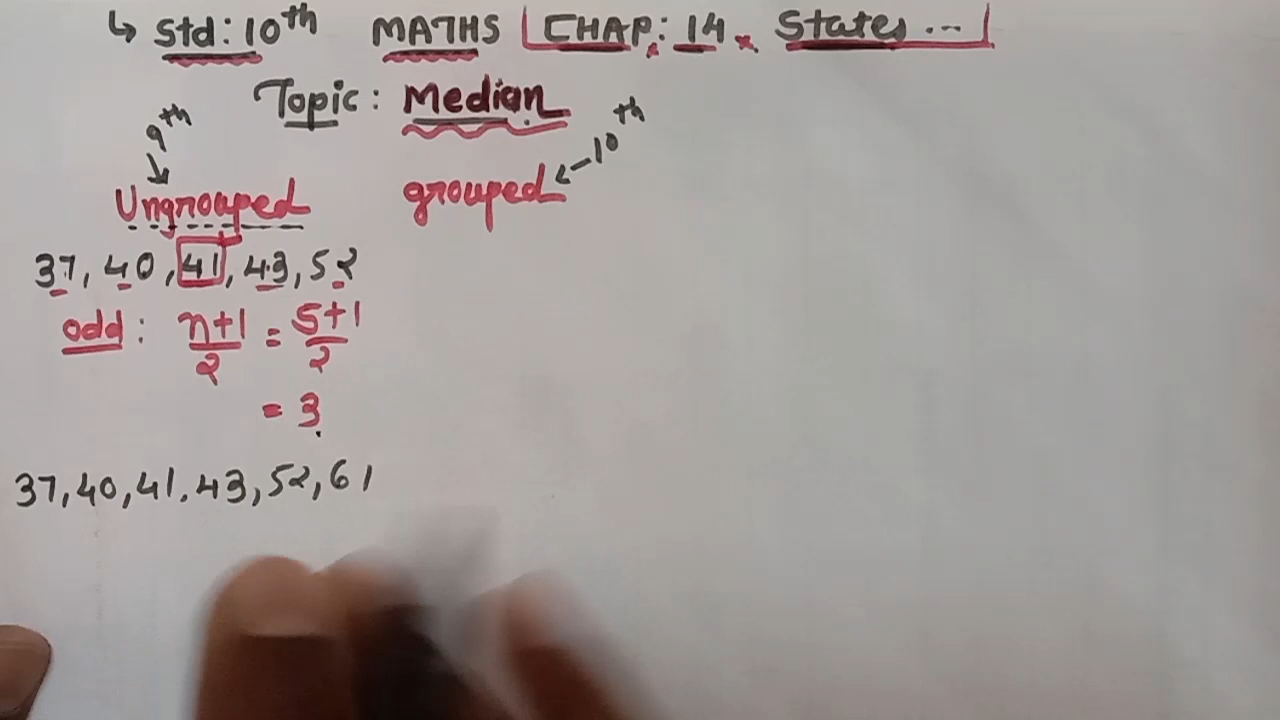 ↳ Std: 10th MATHS CHAP: 14 States...
Topic: Median
9th
10th
Ungrouped grouped
37, 40, 41, 43, 52
odd: n+1/2 = 5+1/2
= 3
37, 40, 41, 43, 52, 61